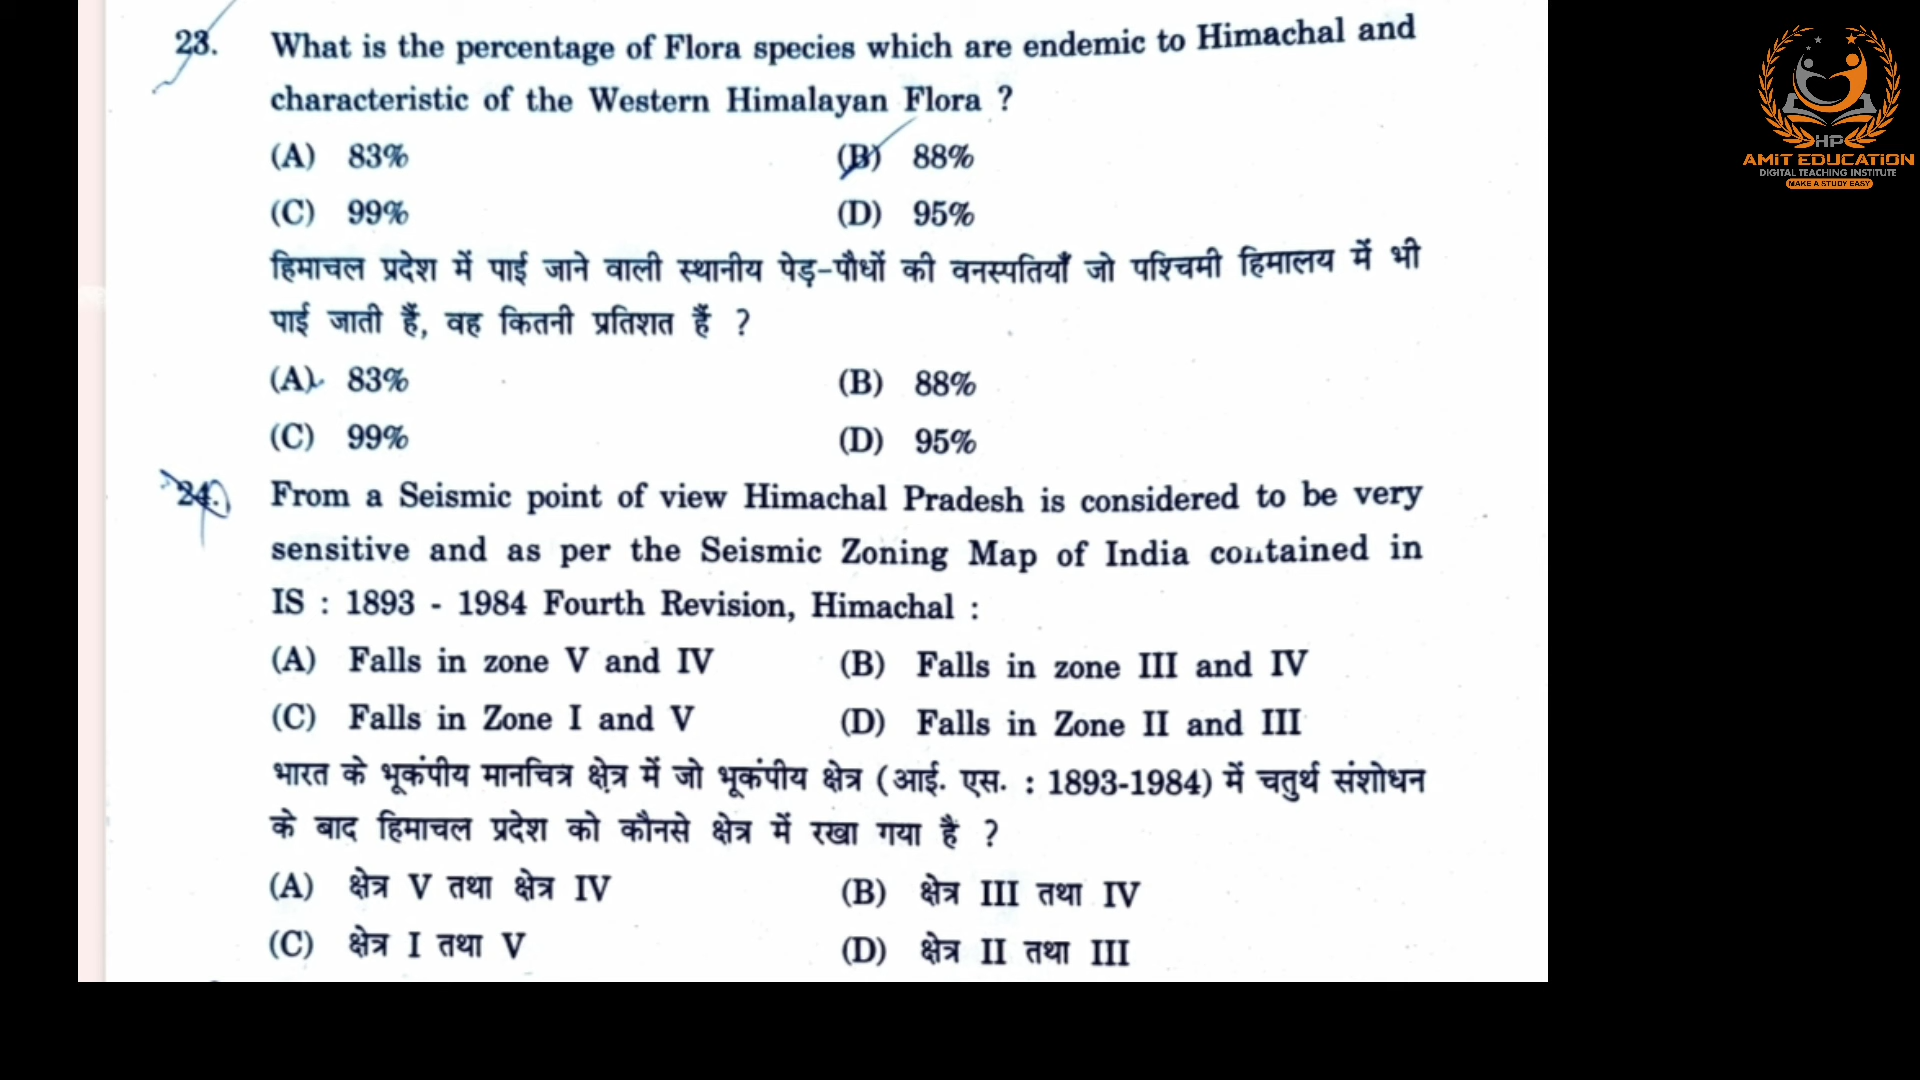 23. What is the percentage of Flora species which are endemic to Himachal and
characteristic of the Western Himalayan Flora ?
(A) 83% (B) 88%
(C) 99% (D) 95%
हिमाचल प्रदेश में पाई जाने वाली स्थानीय पेड़-पौधों की वनस्पतियाँ जो पश्चिमी हिमालय में भी
पाई जाती हैं, वह कितनी प्रतिशत हैं ?
(A) 83% (B) 88%
(C) 99% (D) 95%
24. From a Seismic point of view Himachal Pradesh is considered to be very
sensitive and as per the Seismic Zoning Map of India contained in
IS : 1893 - 1984 Fourth Revision, Himachal :
(A) Falls in zone V and IV (B) Falls in zone III and IV
(C) Falls in Zone I and V (D) Falls in Zone II and III
भारत के भूकंपीय मानचित्र क्षेत्र में जो भूकंपीय क्षेत्र (आई. एस. : 1893-1984) में चतुर्थ संशोधन
के बाद हिमाचल प्रदेश को कौनसे क्षेत्र में रखा गया है ?
(A) क्षेत्र V तथा क्षेत्र IV (B) क्षेत्र III तथा IV
(C) क्षेत्र I तथा V (D) क्षेत्र II तथा III
HP
AMIT EDUCATION
DIGITAL TEACHING INSTITUTE
MAKE A STUDY EASY